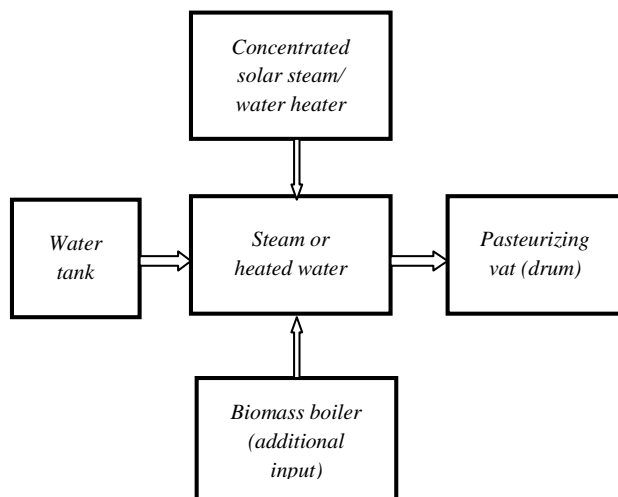 Concentrated
solar steam/
water heater
Water
tank
Steam or
heated water
Pasteurizing
vat (drum)
Biomass boiler
(additional
input)